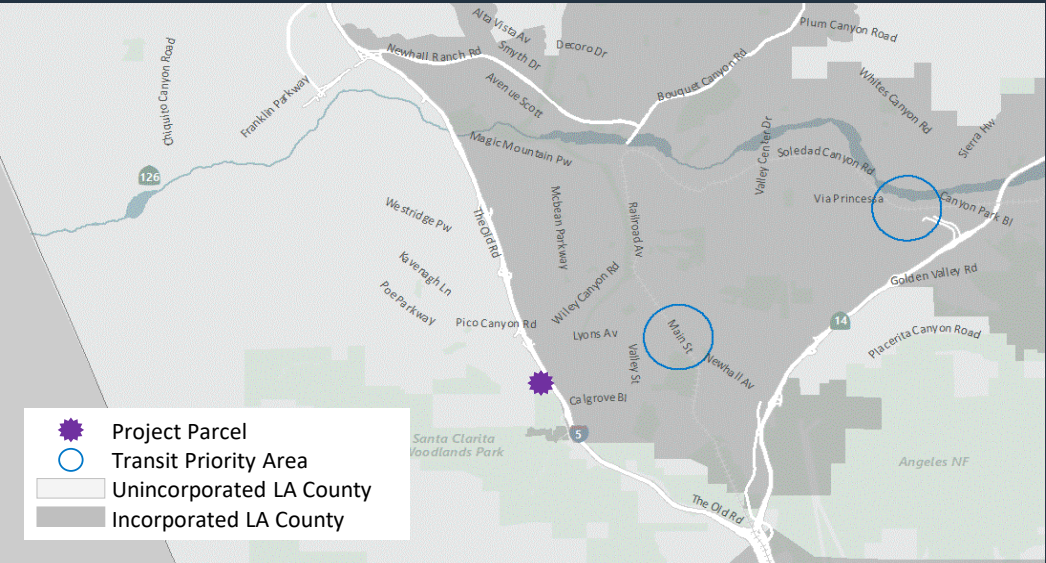 Alta Vista Av
Plum Canyon Road
Chiquito Canyon Road
Newhall Ranch Rd
Smyth Dr
Decoro Dr
Franklin Parkway
Avenue Scott
Bouquet Canyon Rd
Whites Canyon Rd
Magic Mountain Pw
Valley Center Dr
Soledad Canyon Rd
Sierra Hw
126
Westridge Pw
The Old Rd
Mcbean Parkway
Railroad Av
Via Princessa
Canyon Park Bl
Kavenagh Ln
Poe Parkway
Wiley Canyon Rd
Golden Valley Rd
Pico Canyon Rd
Lyons Av
Main St
14
Placerita Canyon Road
Valley St
Newhall Av
Calgrove Bl
5
Santa Clarita
Woodlands Park
Angeles NF
The Old Rd
Project Parcel
Transit Priority Area
Unincorporated LA County
Incorporated LA County